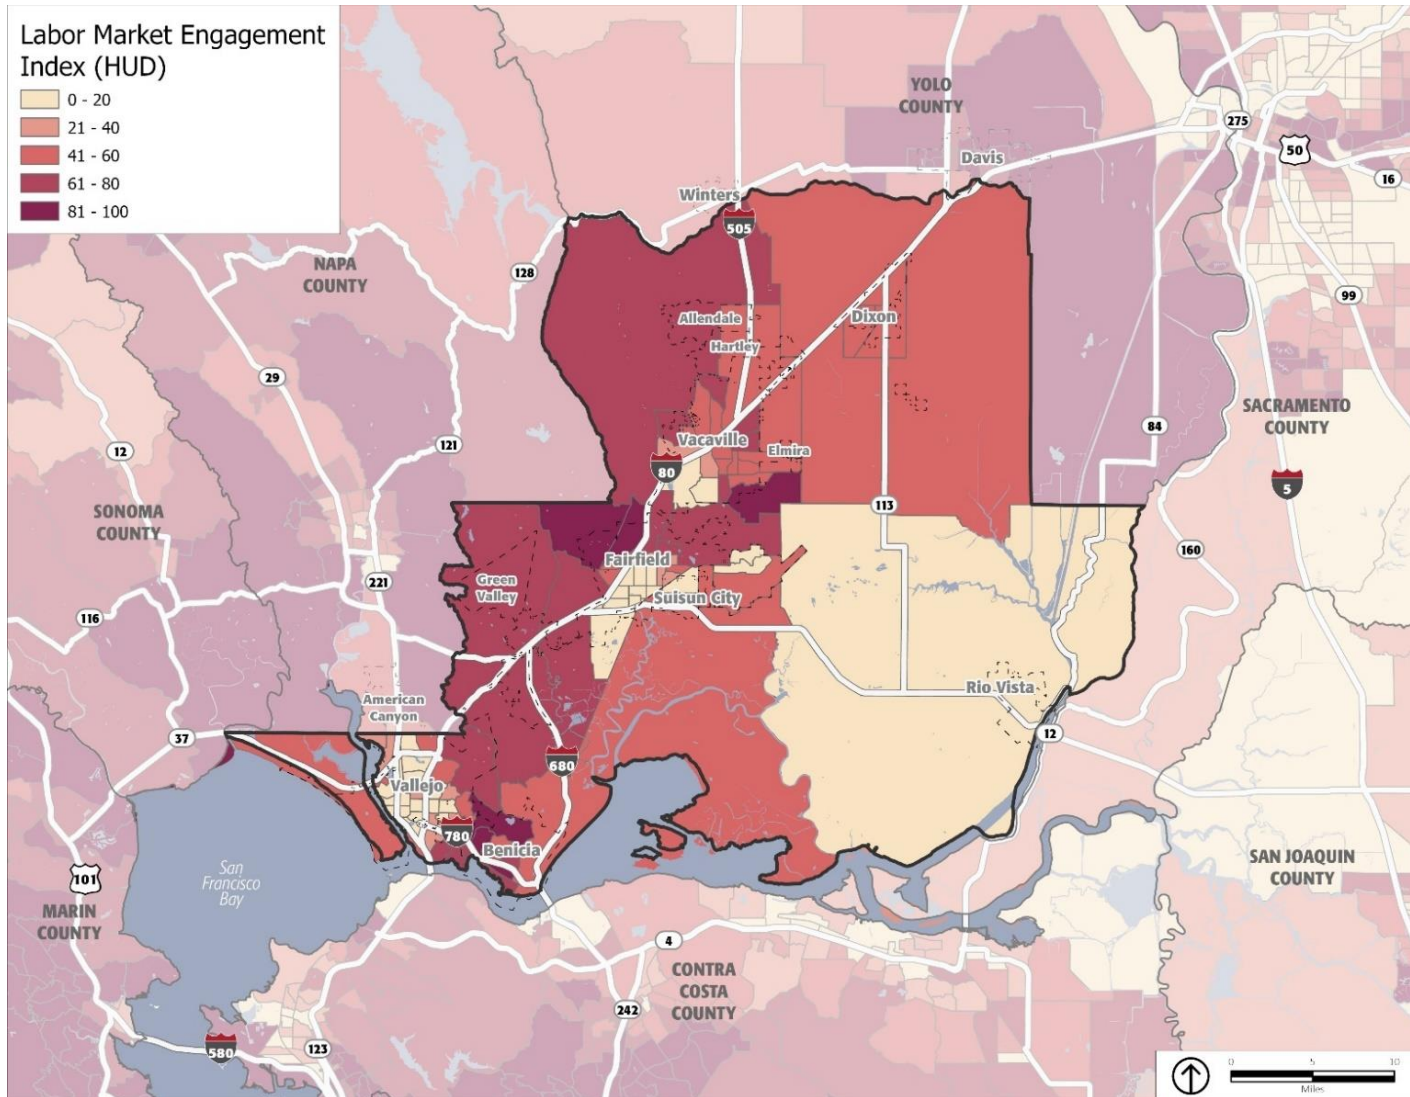 Labor Market Engagement
Index (HUD)
0 - 20
21 - 40
41 - 60
61 - 80
81 - 100
YOLO
COUNTY
275
50
Davis
16
Winters
505
NAPA
COUNTY
128
99
Allendale
Dixon
Hartley
29
SACRAMENTO
COUNTY
84
12
121
Vacaville
Elmira
80
5
113
SONOMA
COUNTY
160
Fairfield
221
Green
Valley
Suisun City
116
Rio Vista
American
Canyon
37
12
680
Vallejo
780
Benicia
San
Francisco
Bay
101
SAN JOAQUIN
COUNTY
MARIN
COUNTY
4
CONTRA
COSTA
COUNTY
242
580
123
0
5
10
Miles